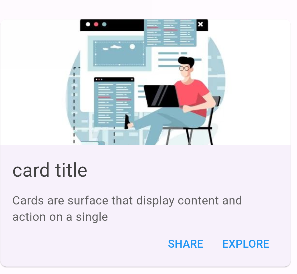 card title
Cards are surface that display content and
action on a single
SHARE EXPLORE